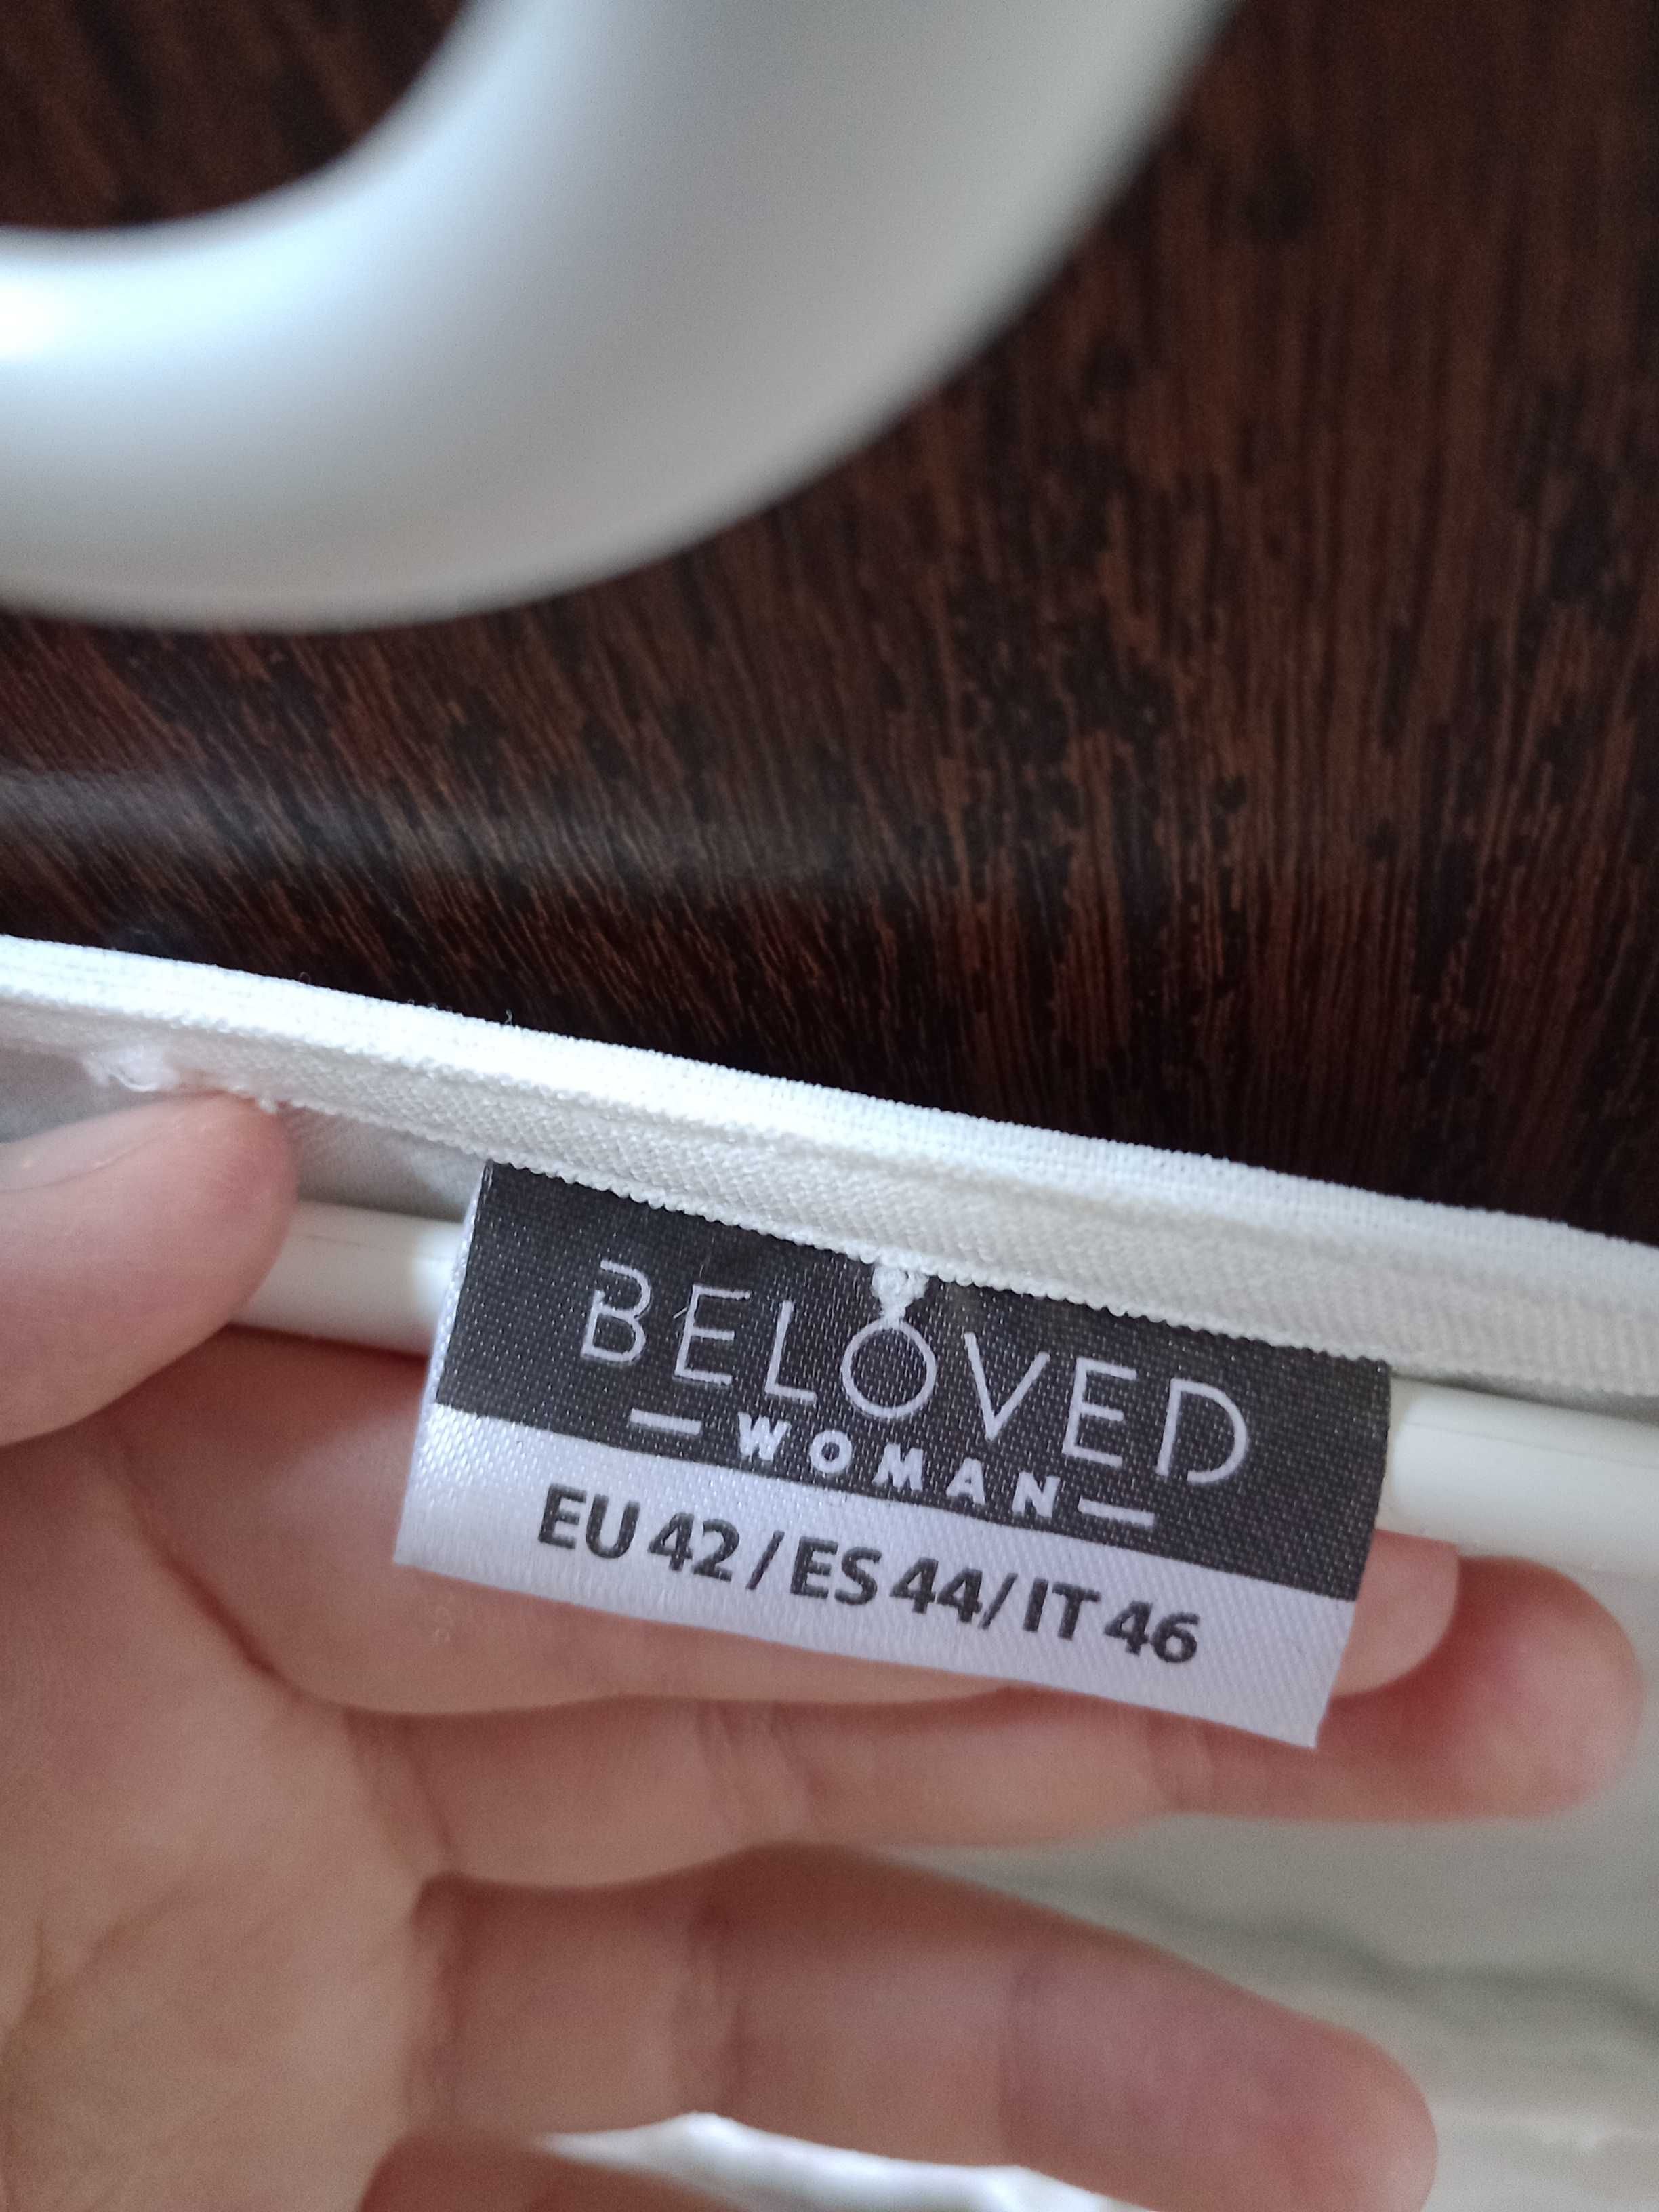 BELOVED
WOMAN
EU 42 / ES 44/ IT 46